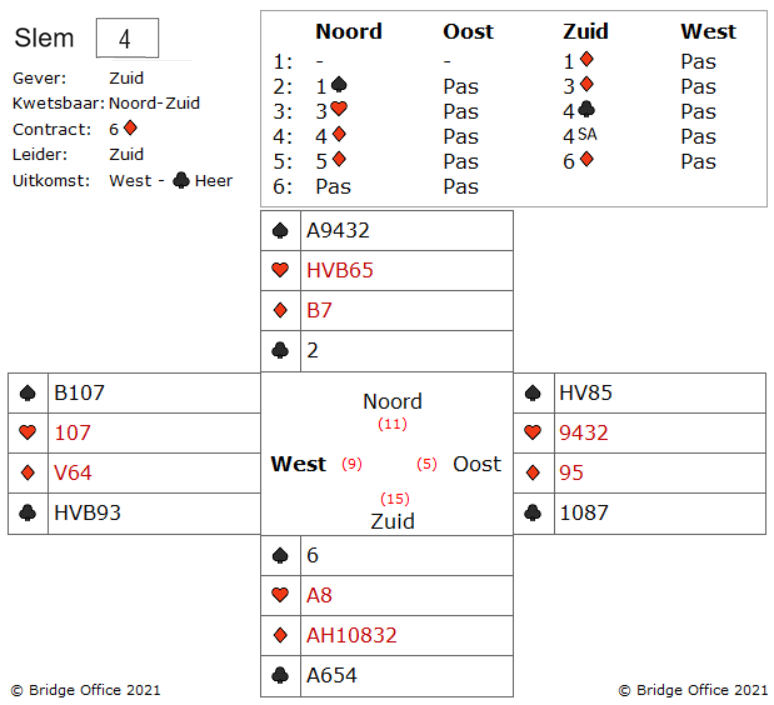 Slem 4
Gever: Zuid
Kwetsbaar: Noord-Zuid
Contract: 6♦
Leider: Zuid
Uitkomst: West - ♣ Heer
Noord Oost Zuid West
1: - - 1♦ Pas
2: 1♠ Pas 3♦ Pas
3: 3♥ Pas 4♣ Pas
4: 4♦ Pas 4SA Pas
5: 5♦ Pas 6♦ Pas
6: Pas Pas
♠ A9432
♥ HVB65
♦ B7
♣ 2
♠ B107
♥ 107
♦ V64
♣ HVB93
Noord
(11)
West (9) (5) Oost
(15)
Zuid
♠ HV85
♥ 9432
♦ 95
♣ 1087
♠ 6
♥ A8
♦ AH10832
♣ A654
© Bridge Office 2021
© Bridge Office 2021